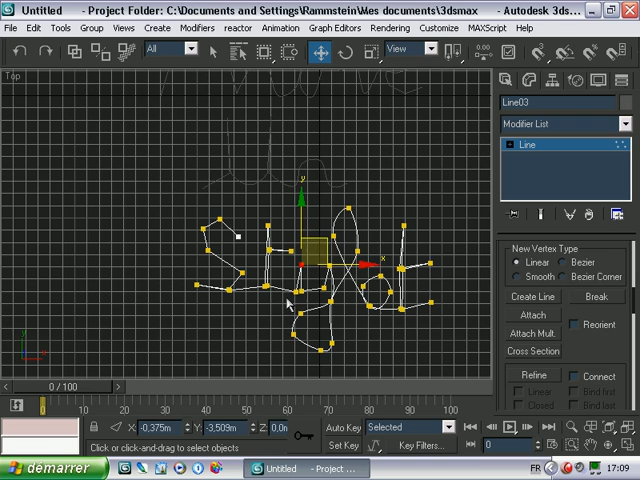 Untitled - Project Folder: C:\Documents and Settings\Rammstein\Mes documents\3dsmax - Autodesk 3ds
File Edit Tools Group Views Create Modifiers reactor Animation Graph Editors Rendering Customize MAXScript Help
All View
Top
Line03
Modifier List
Line
y
x
New Vertex Type
Linear Bezier
Smooth Bezier Corner
Create Line Break
Attach
Attach Mult. Reorient
Cross Section
Refine Connect
Linear Bind first
Closed Bind last
y
x
0 / 100
0 10 20 30 40 50 60 70 80 90 100
X: -0,375m Y: -3,509m Z: 0,0m
Auto Key Selected
Click or click-and-drag to select objects
Set Key Key Filters...
0
démarrer Untitled - Project ... FR 17:09